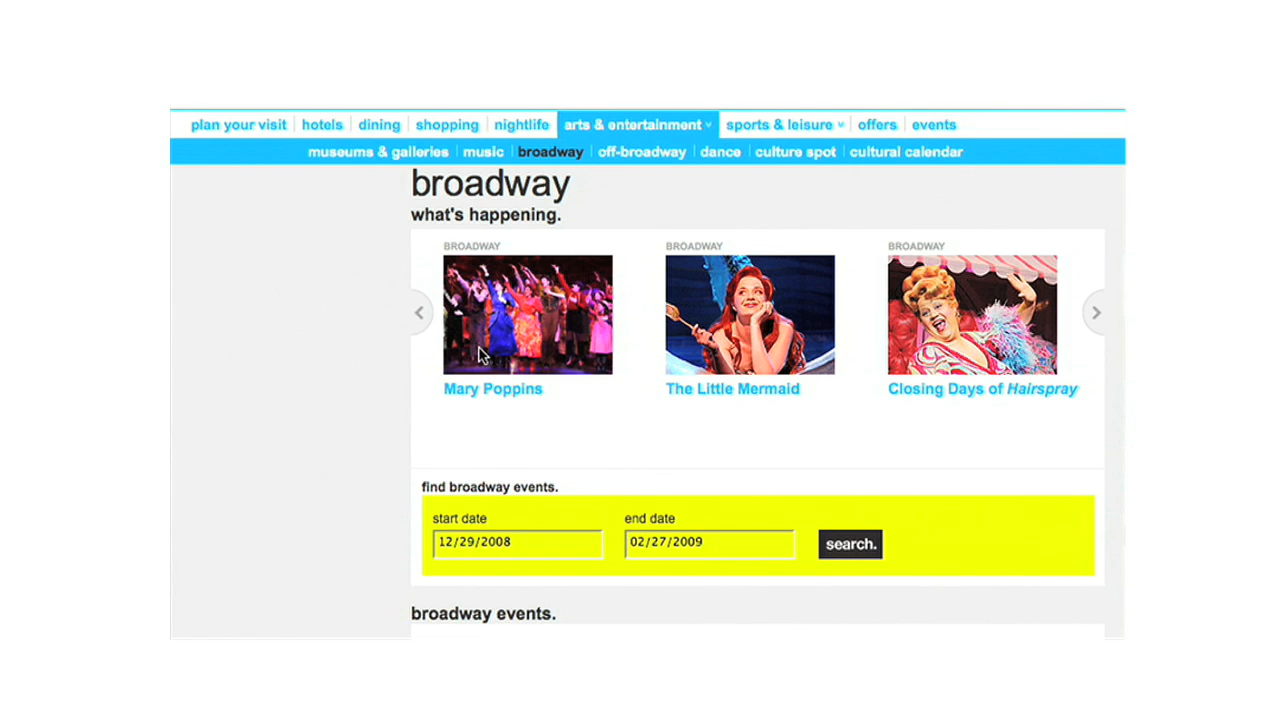 plan your visit hotels dining shopping nightlife arts & entertainment sports & leisure offers events
museums & galleries music broadway off-broadway dance culture spot cultural calendar
broadway
what's happening.
BROADWAY BROADWAY BROADWAY
Mary Poppins The Little Mermaid Closing Days of Hairspray
find broadway events.
start date end date
12/29/2008 02/27/2009 search.
broadway events.